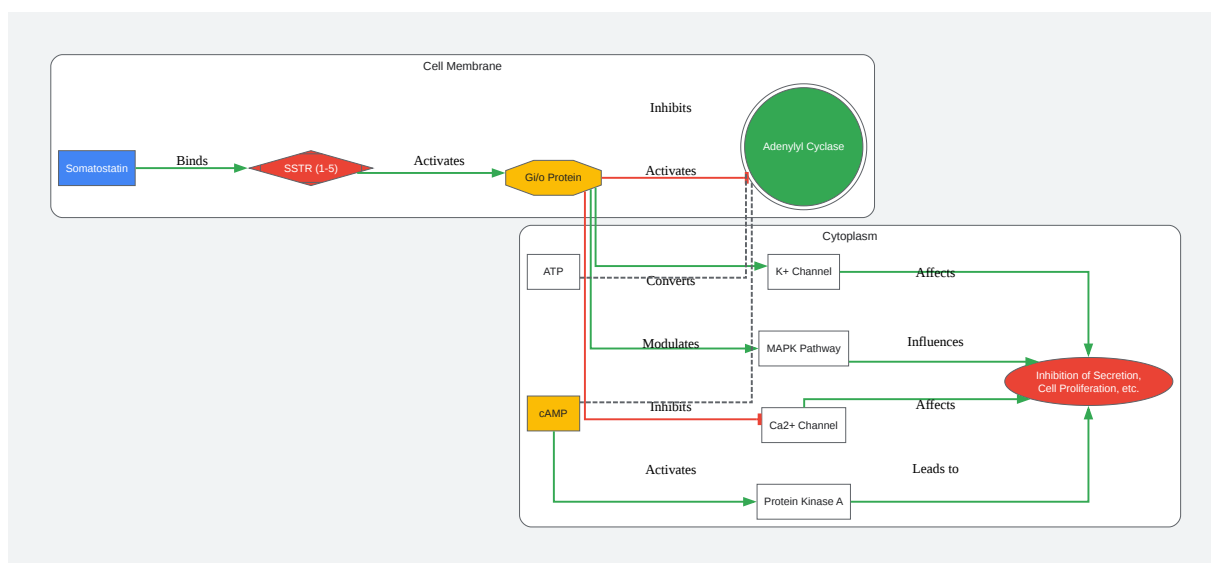 Cell Membrane
Inhibits
Adenylyl Cyclase
Somatostatin
Binds
SSTR (1-5)
Activates
Gi/o Protein
Activates
Cytoplasm
ATP
Converts
K+ Channel
Affects
Modulates
MAPK Pathway
Influences
Inhibition of Secretion,
Cell Proliferation, etc.
cAMP
Inhibits
Ca2+ Channel
Affects
Activates
Protein Kinase A
Leads to